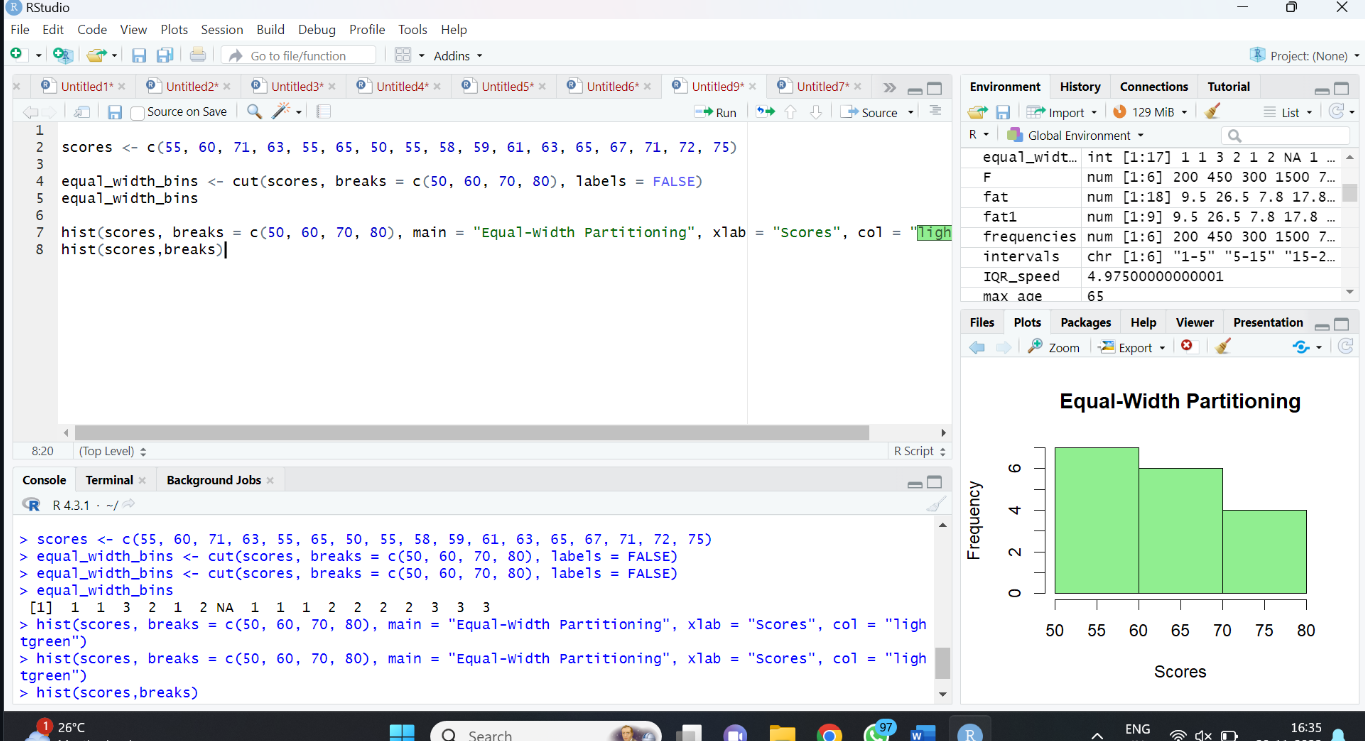 RStudio
File Edit Code View Plots Session Build Debug Profile Tools Help
Go to file/function Addins Project: (None)
Untitled1* Untitled2* Untitled3* Untitled4* Untitled5* Untitled6* Untitled9* Untitled7*
Source on Save Run Source
1
2 scores <- c(55, 60, 71, 63, 55, 65, 50, 55, 58, 59, 61, 63, 65, 67, 71, 72, 75)
3
4 equal_width_bins <- cut(scores, breaks = c(50, 60, 70, 80), labels = FALSE)
5 equal_width_bins
6
7 hist(scores, breaks = c(50, 60, 70, 80), main = "Equal-Width Partitioning", xlab = "Scores", col = "ligh
8 hist(scores,breaks)
8:20 (Top Level) R Script
Console Terminal Background Jobs
R 4.3.1 · ~/
> scores <- c(55, 60, 71, 63, 55, 65, 50, 55, 58, 59, 61, 63, 65, 67, 71, 72, 75)
> equal_width_bins <- cut(scores, breaks = c(50, 60, 70, 80), labels = FALSE)
> equal_width_bins <- cut(scores, breaks = c(50, 60, 70, 80), labels = FALSE)
> equal_width_bins
[1] 1 1 3 2 1 2 NA 1 1 1 2 2 2 2 3 3 3
> hist(scores, breaks = c(50, 60, 70, 80), main = "Equal-Width Partitioning", xlab = "Scores", col = "ligh
tgreen")
> hist(scores, breaks = c(50, 60, 70, 80), main = "Equal-Width Partitioning", xlab = "Scores", col = "ligh
tgreen")
> hist(scores,breaks)
Environment History Connections Tutorial
Import 129 MiB List
R Global Environment
equal_widt… int [1:17] 1 1 3 2 1 2 NA 1 …
F num [1:6] 200 450 300 1500 7…
fat num [1:18] 9.5 26.5 7.8 17.8…
fat1 num [1:9] 9.5 26.5 7.8 17.8 …
frequencies num [1:6] 200 450 300 1500 7…
intervals chr [1:6] "1-5" "5-15" "15-2…
IQR_speed 4.97500000000001
max_age 65
Files Plots Packages Help Viewer Presentation
Zoom Export
Equal-Width Partitioning
Frequency
6
4
2
0
50 55 60 65 70 75 80
Scores
1 26°C
Search
97
ENG
16:35